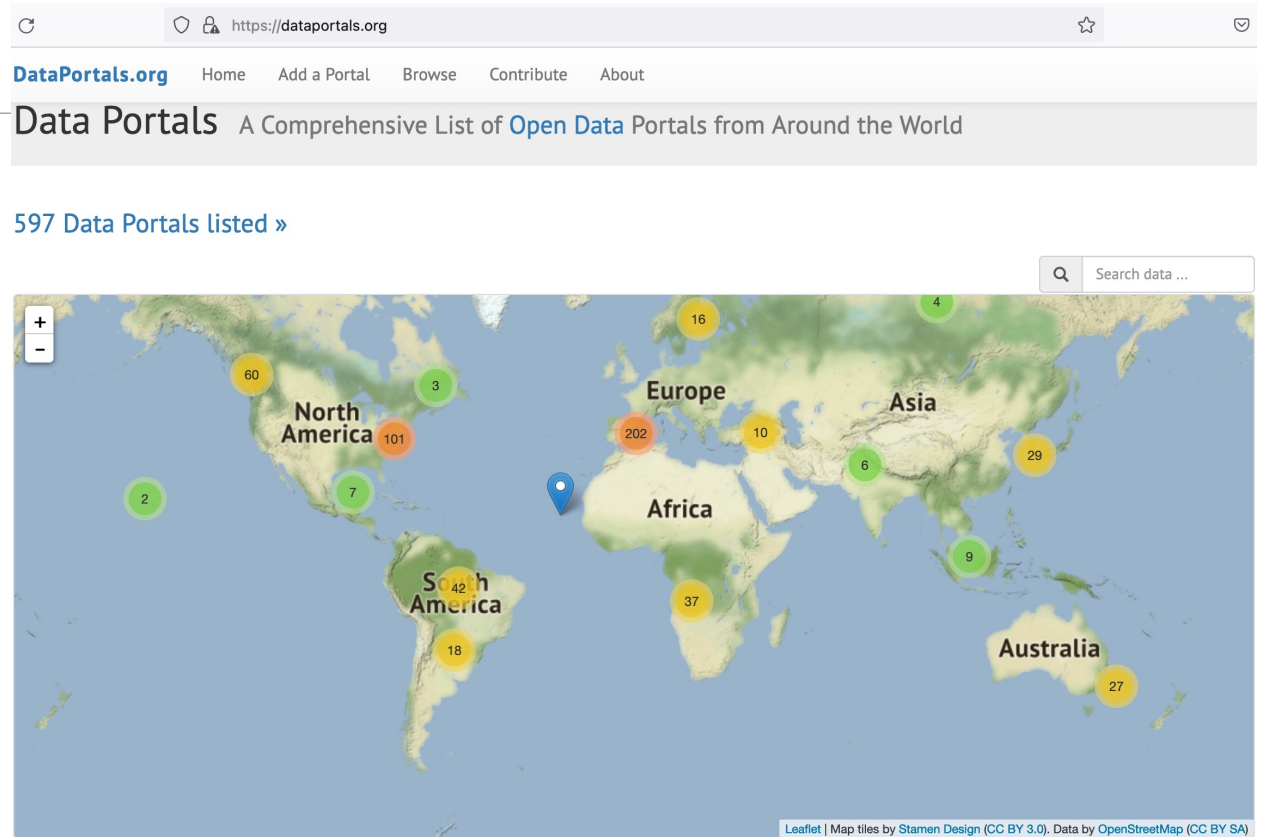 https://dataportals.org
DataPortals.org Home Add a Portal Browse Contribute About
Data Portals A Comprehensive List of Open Data Portals from Around the World
597 Data Portals listed »
Search data ...
+
−
4
16
60
3
Europe
Asia
North
America
101
202
10
29
6
7
2
Africa
9
South
42
America
37
18
Australia
27
Leaflet | Map tiles by Stamen Design (CC BY 3.0). Data by OpenStreetMap (CC BY SA)